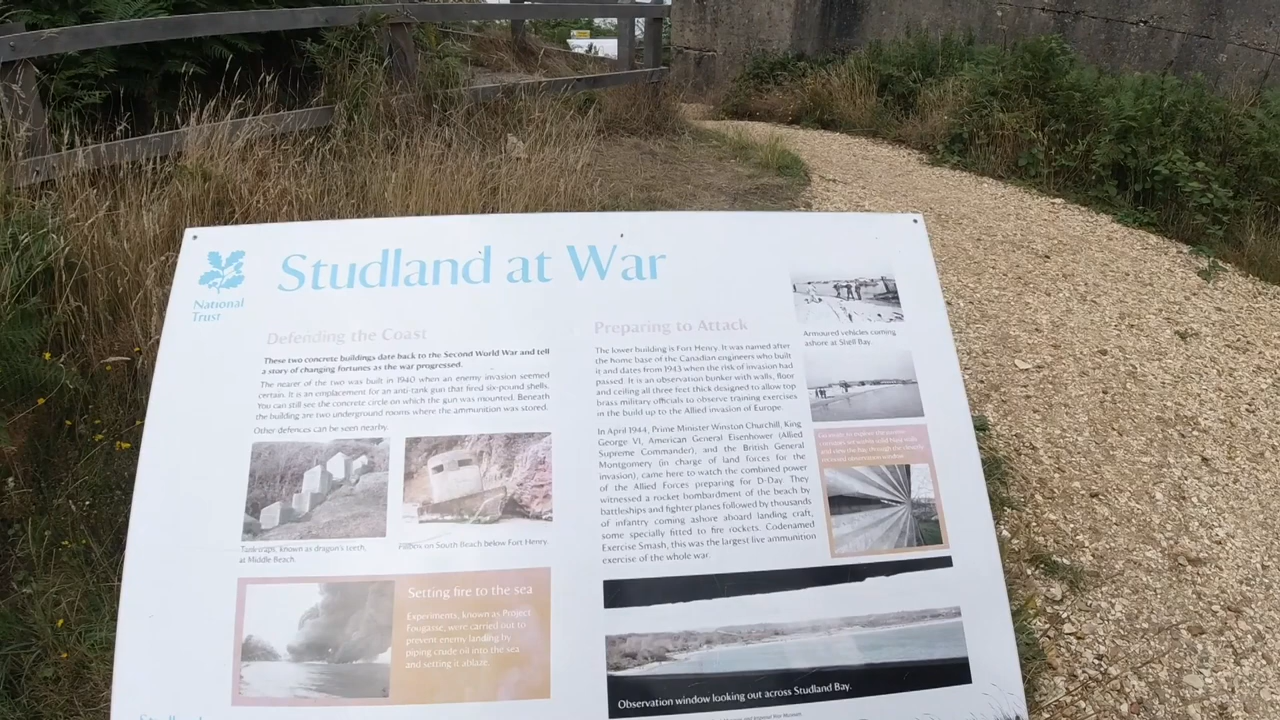 National
Trust
Studland at War
Defending the Coast
These two concrete buildings date back to the Second World War and tell
a story of changing fortunes as the war progressed.
The nearer of the two was built in 1940 when an enemy invasion seemed
certain. It is an emplacement for an anti-tank gun that fired six-pound shells.
You can still see the concrete circle on which the gun was mounted. Beneath
the building are two underground rooms where the ammunition was stored.
Other defences can be seen nearby.
Tank traps, known as dragon's teeth,
at Middle Beach.
Pillbox on South Beach below Fort Henry.
Setting fire to the sea
Experiments, known as Project
Fougasse, were carried out to
prevent enemy landing by
piping crude oil into the sea
and setting it ablaze.
Preparing to Attack
The lower building is Fort Henry. It was named after
the home base of the Canadian engineers who built
it and dates from 1943 when the risk of invasion had
passed. It is an observation bunker with walls, floor
and ceiling all three feet thick designed to allow top
brass military officials to observe training exercises
in the build up to the Allied invasion of Europe.
In April 1944, Prime Minister Winston Churchill, King
George VI, American General Eisenhower (Allied
Supreme Commander), and the British General
Montgomery (in charge of land forces for the
invasion), came here to watch the combined power
of the Allied Forces preparing for D-Day. They
witnessed a rocket bombardment of the beach by
battleships and fighter planes followed by thousands
of infantry coming ashore aboard landing craft,
some specially fitted to fire rockets. Codenamed
Exercise Smash, this was the largest live ammunition
exercise of the whole war.
Armoured vehicles coming
ashore at Shell Bay.
Observation window looking out across Studland Bay.